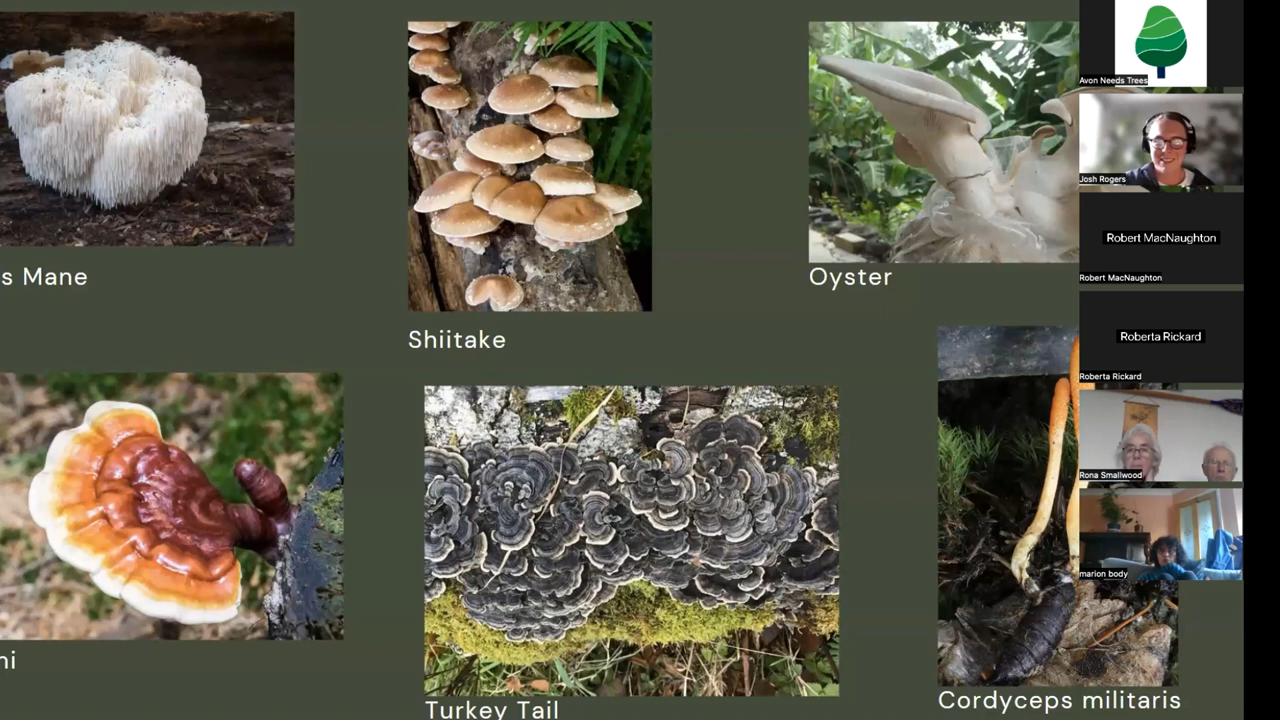 s Mane
Shiitake
Oyster
ni
Turkey Tail
Cordyceps militaris
Avon Needs Trees
Josh Rogers
Robert MacNaughton
Robert MacNaughton
Roberta Rickard
Roberta Rickard
Rona Smallwood
marion body